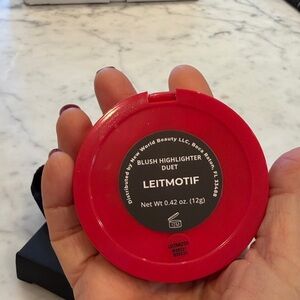 Distributed by New World Beauty LLC. Boca Raton, FL 33488
BLUSH HIGHLIGHTER
DUET
LEITMOTIF
Net Wt 0.42 oz. (12g)